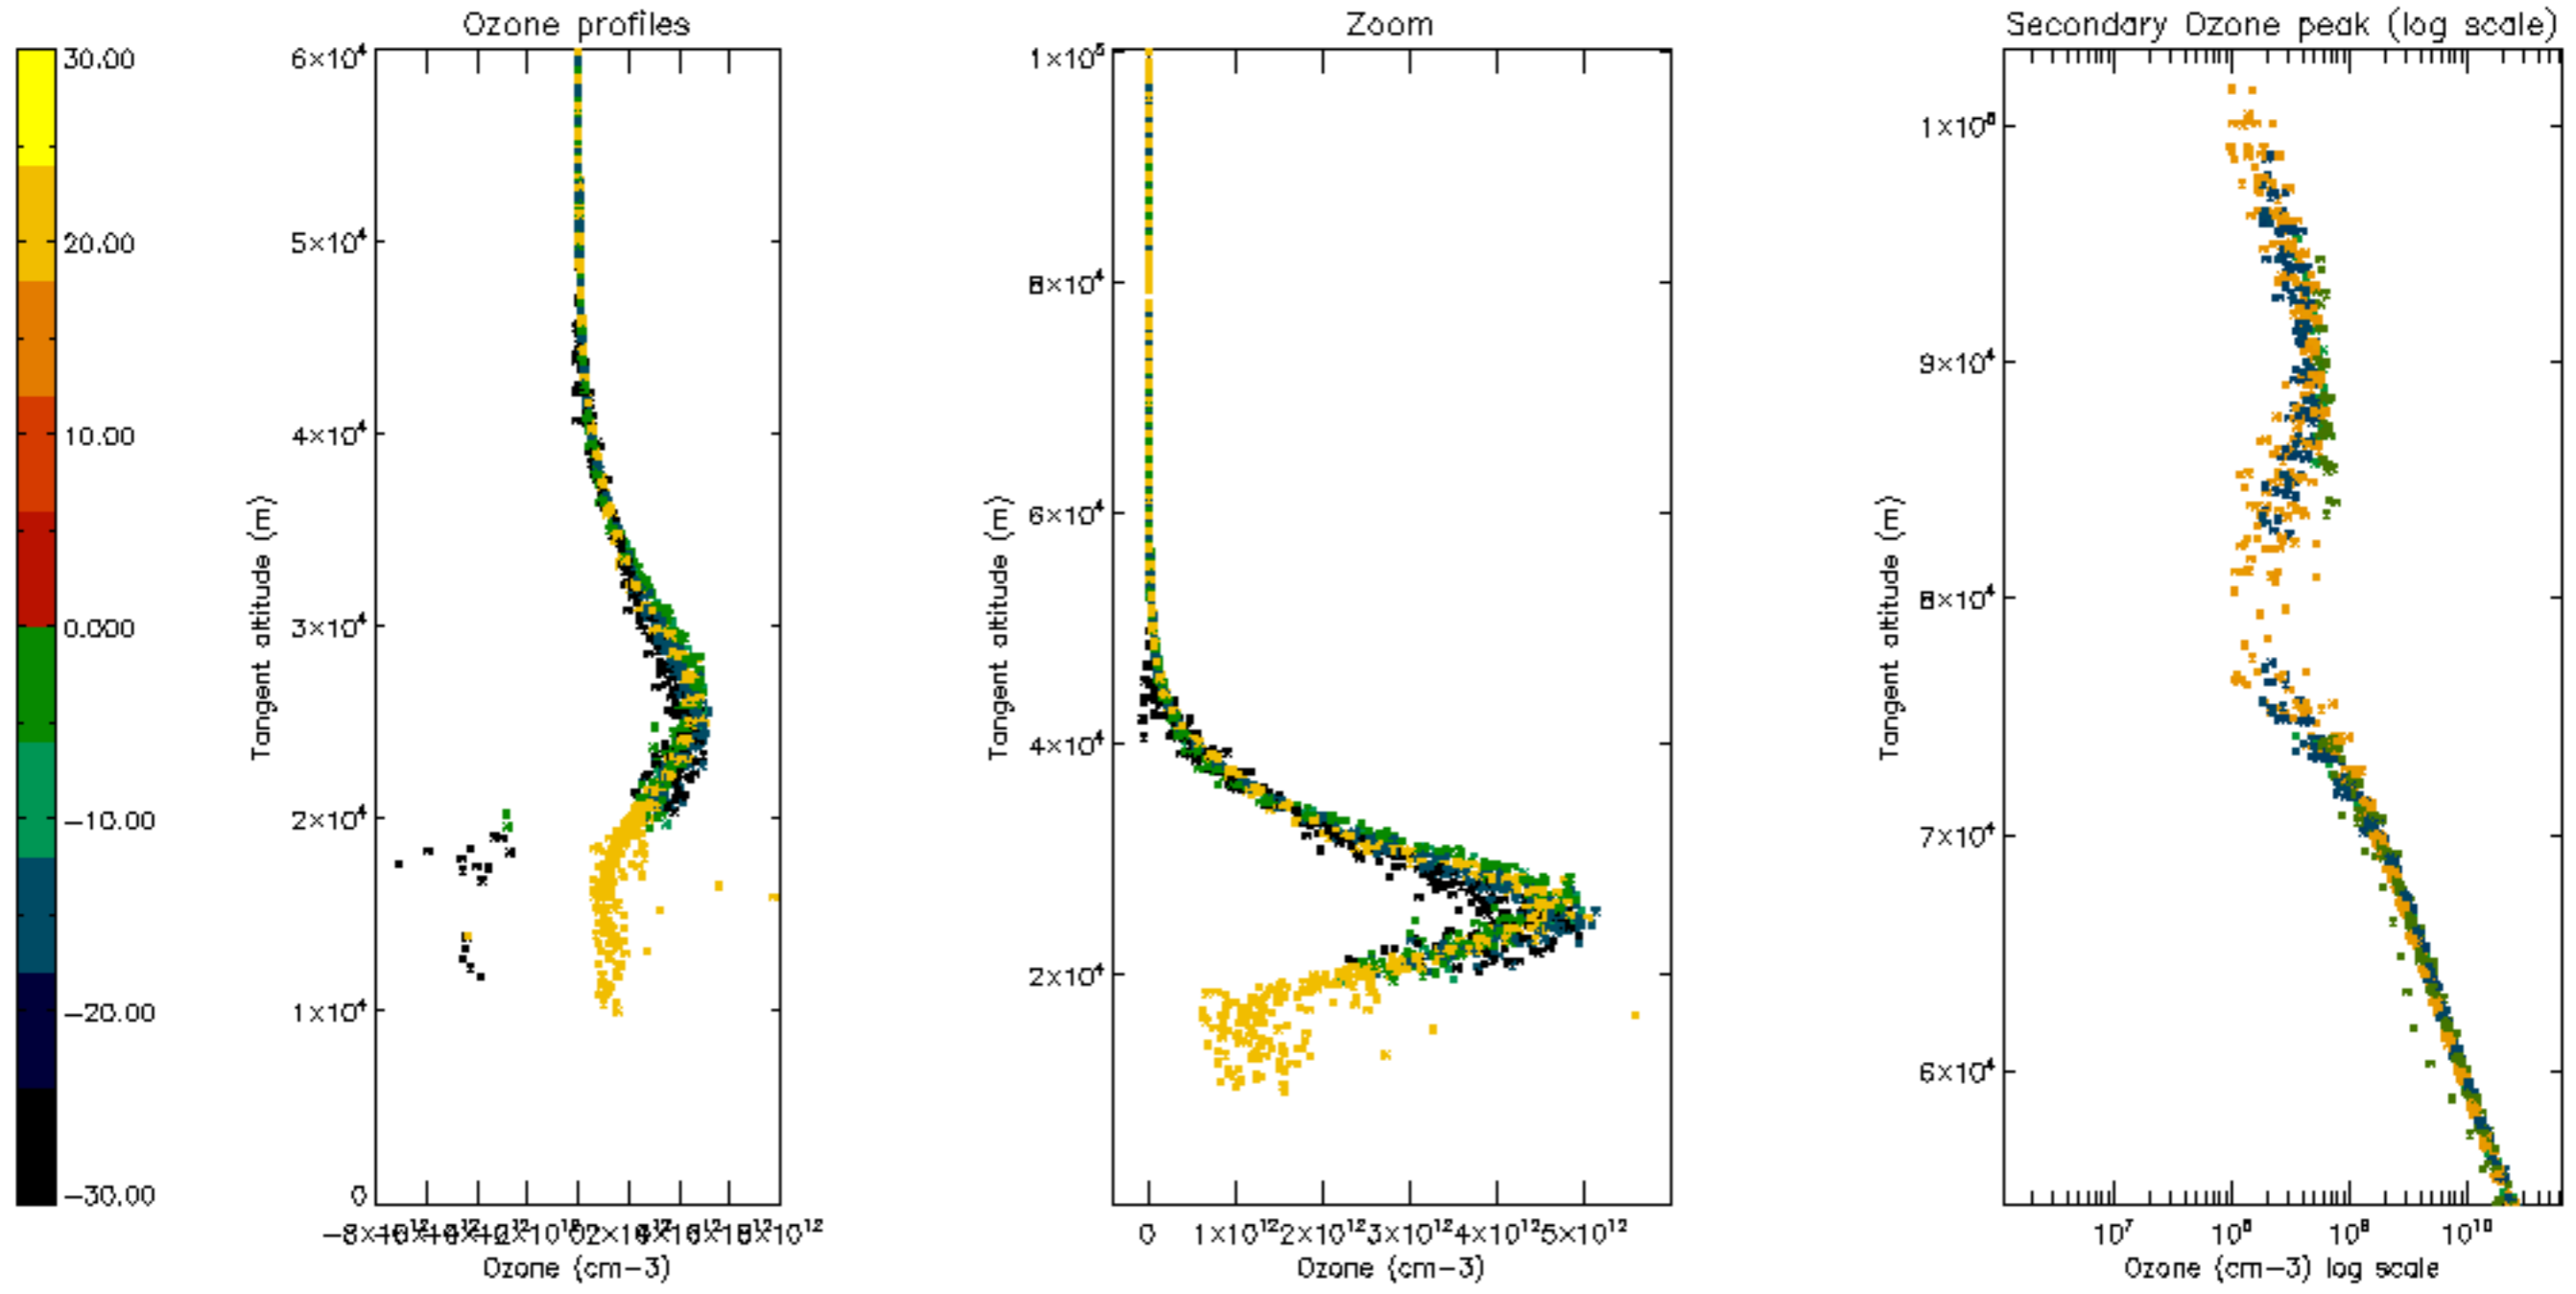 Ozone profiles
Zoom
Secondary Ozone peak (log scale)
30.00
20.00
10.00
0.00
-10.00
-20.00
-30.00
6×10⁴
5×10⁴
4×10⁴
3×10⁴
2×10⁴
1×10⁴
0
Tangent altitude (m)
Ozone (cm-3)
1×10⁵
8×10⁴
6×10⁴
4×10⁴
2×10⁴
Tangent altitude (m)
0 1×10¹² 2×10¹² 3×10¹² 4×10¹² 5×10¹²
Ozone (cm-3)
1×10⁵
9×10⁴
8×10⁴
7×10⁴
6×10⁴
Tangent altitude (m)
10⁷ 10⁸ 10⁹ 10¹⁰
Ozone (cm-3) log scale